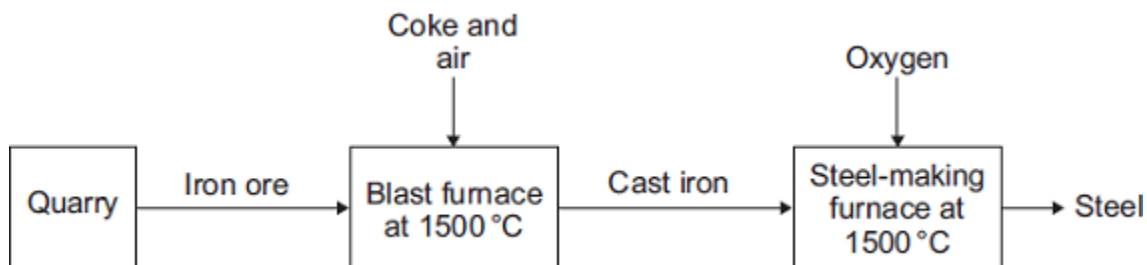 Coke and
air
Oxygen
Quarry
Iron ore
Blast furnace
at 1500 °C
Cast iron
Steel-making
furnace at
1500 °C
Steel